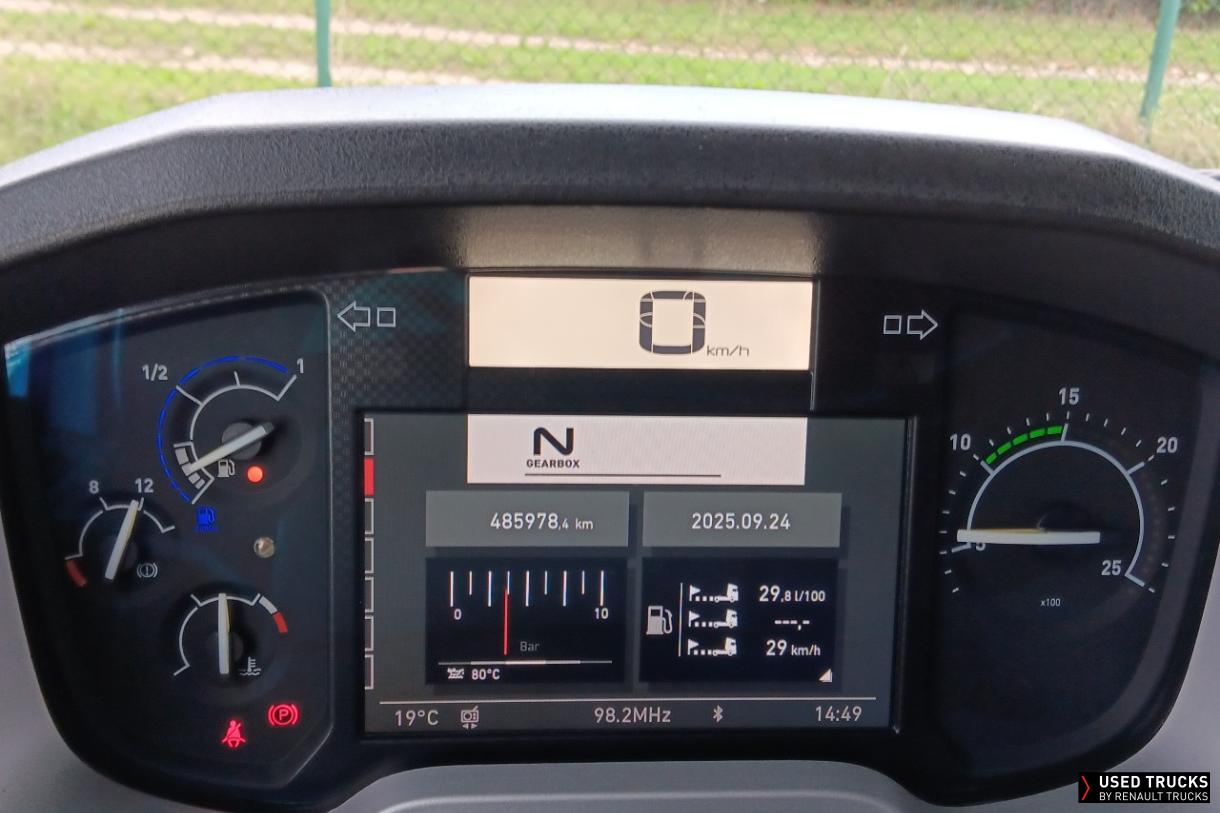 0 km/h
N
GEARBOX
485978,4 km
2025.09.24
1/2
1
8
12
0
10
Bar
80°C
29,8 l/100
---,-
29 km/h
10
15
20
5
25
x100
P
19°C
98.2MHz
14:49
USED TRUCKS
BY RENAULT TRUCKS